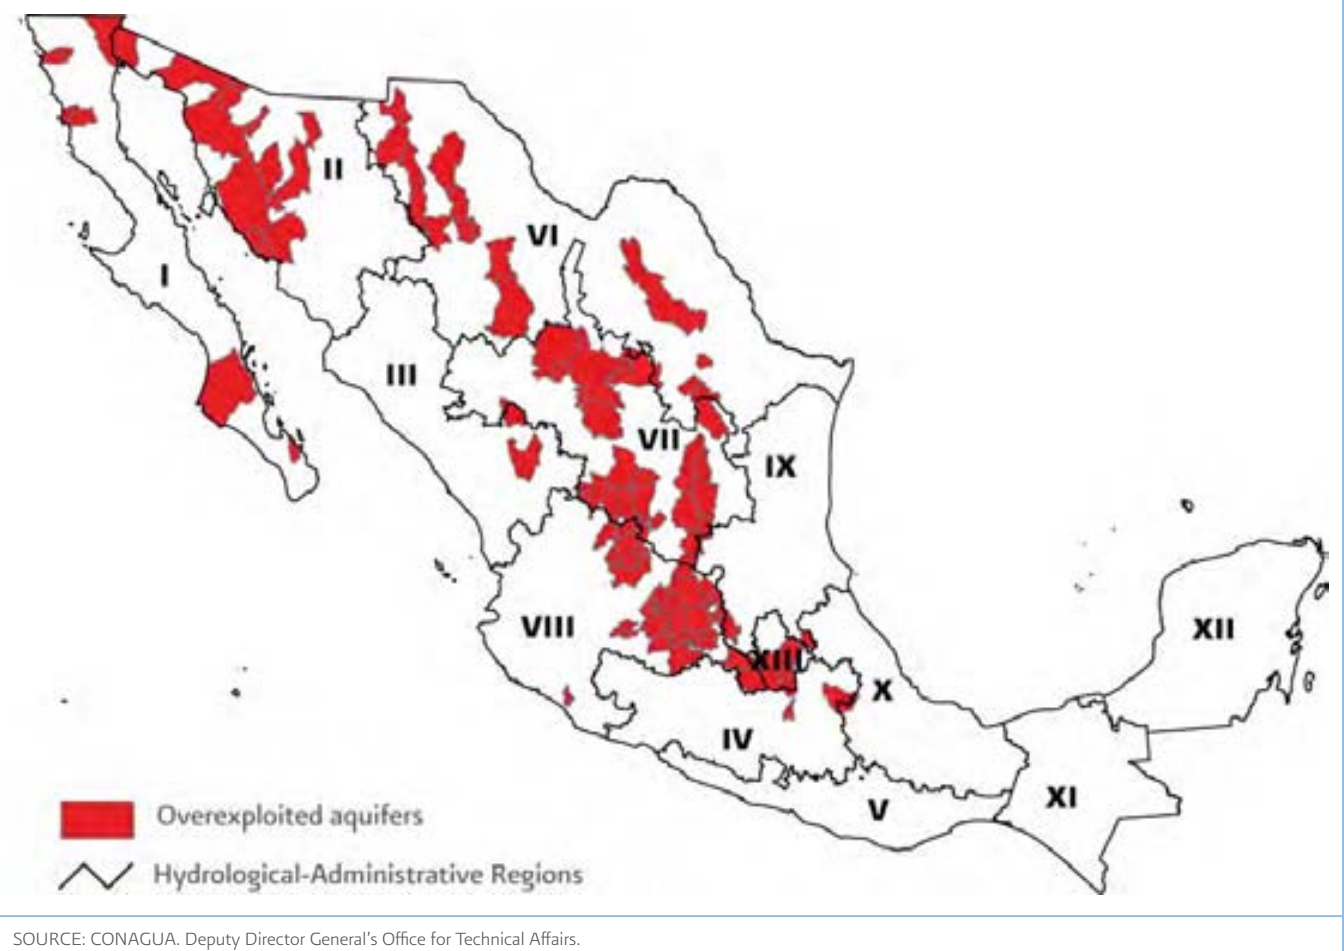 II
VI
I
III
VII
IX
VIII
XII
XIII
X
IV
XI
V
Overexploited aquifers
Hydrological-Administrative Regions
SOURCE: CONAGUA. Deputy Director General's Office for Technical Affairs.